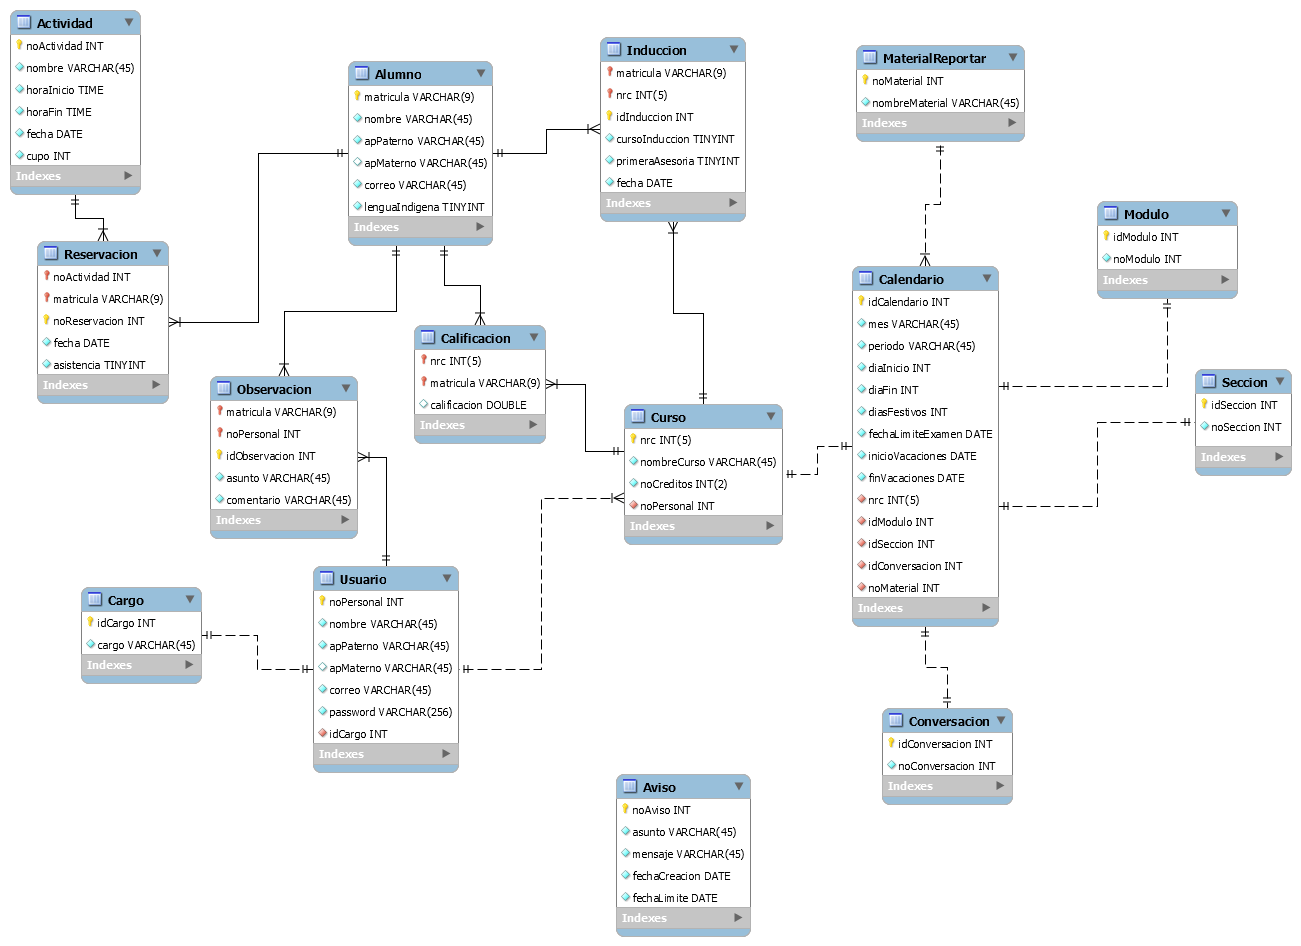 Actividad
noActividad INT
nombre VARCHAR(45)
horaInicio TIME
horaFin TIME
fecha DATE
cupo INT
Indexes
Alumno
matricula VARCHAR(9)
nombre VARCHAR(45)
apPaterno VARCHAR(45)
apMaterno VARCHAR(45)
correo VARCHAR(45)
lenguaIndigena TINYINT
Indexes
Induccion
matricula VARCHAR(9)
nrc INT(5)
idInduccion INT
cursoInduccion TINYINT
primeraAsesoria TINYINT
fecha DATE
Indexes
MaterialReportar
noMaterial INT
nombreMaterial VARCHAR(45)
Indexes
Modulo
idModulo INT
noModulo INT
Indexes
Reservacion
noActividad INT
matricula VARCHAR(9)
noReservacion INT
fecha DATE
asistencia TINYINT
Indexes
Observacion
matricula VARCHAR(9)
noPersonal INT
idObservacion INT
asunto VARCHAR(45)
comentario VARCHAR(45)
Indexes
Calificacion
nrc INT(5)
matricula VARCHAR(9)
calificacion DOUBLE
Indexes
Curso
nrc INT(5)
nombreCurso VARCHAR(45)
noCreditos INT(2)
noPersonal INT
Indexes
Calendario
idCalendario INT
mes VARCHAR(45)
periodo VARCHAR(45)
diaInicio INT
diaFin INT
diasFestivos INT
fechaLimiteExamen DATE
inicioVacaciones DATE
finVacaciones DATE
nrc INT(5)
idModulo INT
idSeccion INT
idConversacion INT
noMaterial INT
Indexes
Seccion
idSeccion INT
noSeccion INT
Indexes
Cargo
idCargo INT
cargo VARCHAR(45)
Indexes
Usuario
noPersonal INT
nombre VARCHAR(45)
apPaterno VARCHAR(45)
apMaterno VARCHAR(45)
correo VARCHAR(45)
password VARCHAR(256)
idCargo INT
Indexes
Conversacion
idConversacion INT
noConversacion INT
Indexes
Aviso
noAviso INT
asunto VARCHAR(45)
mensaje VARCHAR(45)
fechaCreacion DATE
fechaLimite DATE
Indexes